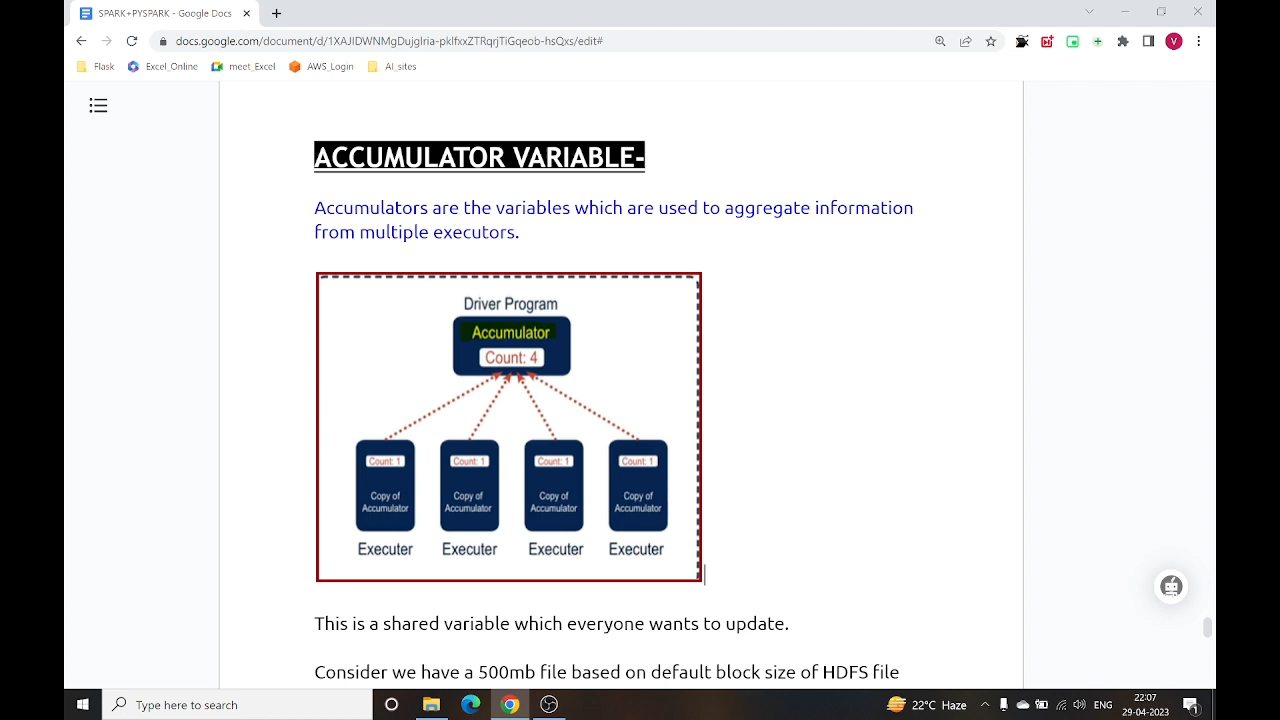 SPARK+PYSPARK - Google Docs
docs.google.com/document/d/1XAJIDWNMgDujgIria-pkIfxxZTRqrjTiGqeob-hsQxs/edit#
V
Flask Excel_Online meet_Excel AWS_Login AI_sites
ACCUMULATOR VARIABLE-
Accumulators are the variables which are used to aggregate information
from multiple executors.
Driver Program
Accumulator
Count: 4
Count: 1 Count: 1 Count: 1 Count: 1
Copy of Copy of Copy of Copy of
Accumulator Accumulator Accumulator Accumulator
Executer Executer Executer Executer
This is a shared variable which everyone wants to update.
Consider we have a 500mb file based on default block size of HDFS file
Type here to search
22°C Haze
ENG
22:07
29-04-2023
1